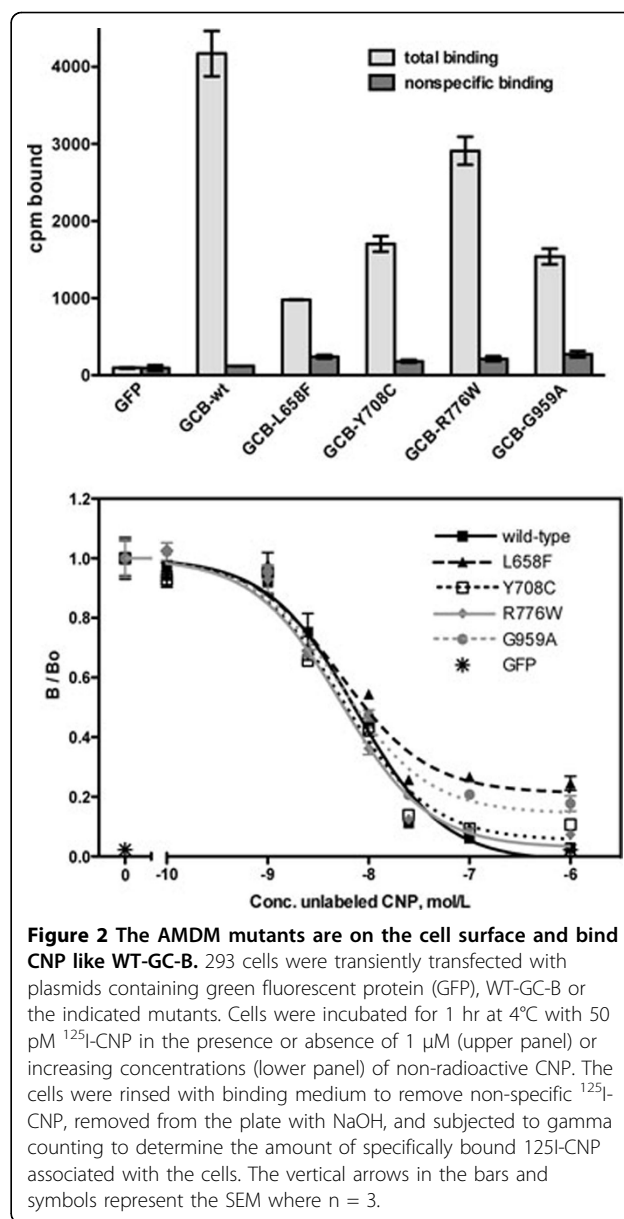 4000
3000
2000
1000
0
cpm bound
total binding
nonspecific binding
GFP
GCB-wt
GCB-L658F
GCB-Y708C
GCB-R776W
GCB-G959A
1.2
1.0
0.8
0.6
0.4
0.2
0.0
B / Bo
wild-type
L658F
Y708C
R776W
G959A
GFP
0 -10 -9 -8 -7 -6
Conc. unlabeled CNP, mol/L
Figure 2 The AMDM mutants are on the cell surface and bind
CNP like WT-GC-B. 293 cells were transiently transfected with
plasmids containing green fluorescent protein (GFP), WT-GC-B or
the indicated mutants. Cells were incubated for 1 hr at 4°C with 50
pM ¹²⁵I-CNP in the presence or absence of 1 μM (upper panel) or
increasing concentrations (lower panel) of non-radioactive CNP. The
cells were rinsed with binding medium to remove non-specific ¹²⁵I-
CNP, removed from the plate with NaOH, and subjected to gamma
counting to determine the amount of specifically bound 125I-CNP
associated with the cells. The vertical arrows in the bars and
symbols represent the SEM where n = 3.